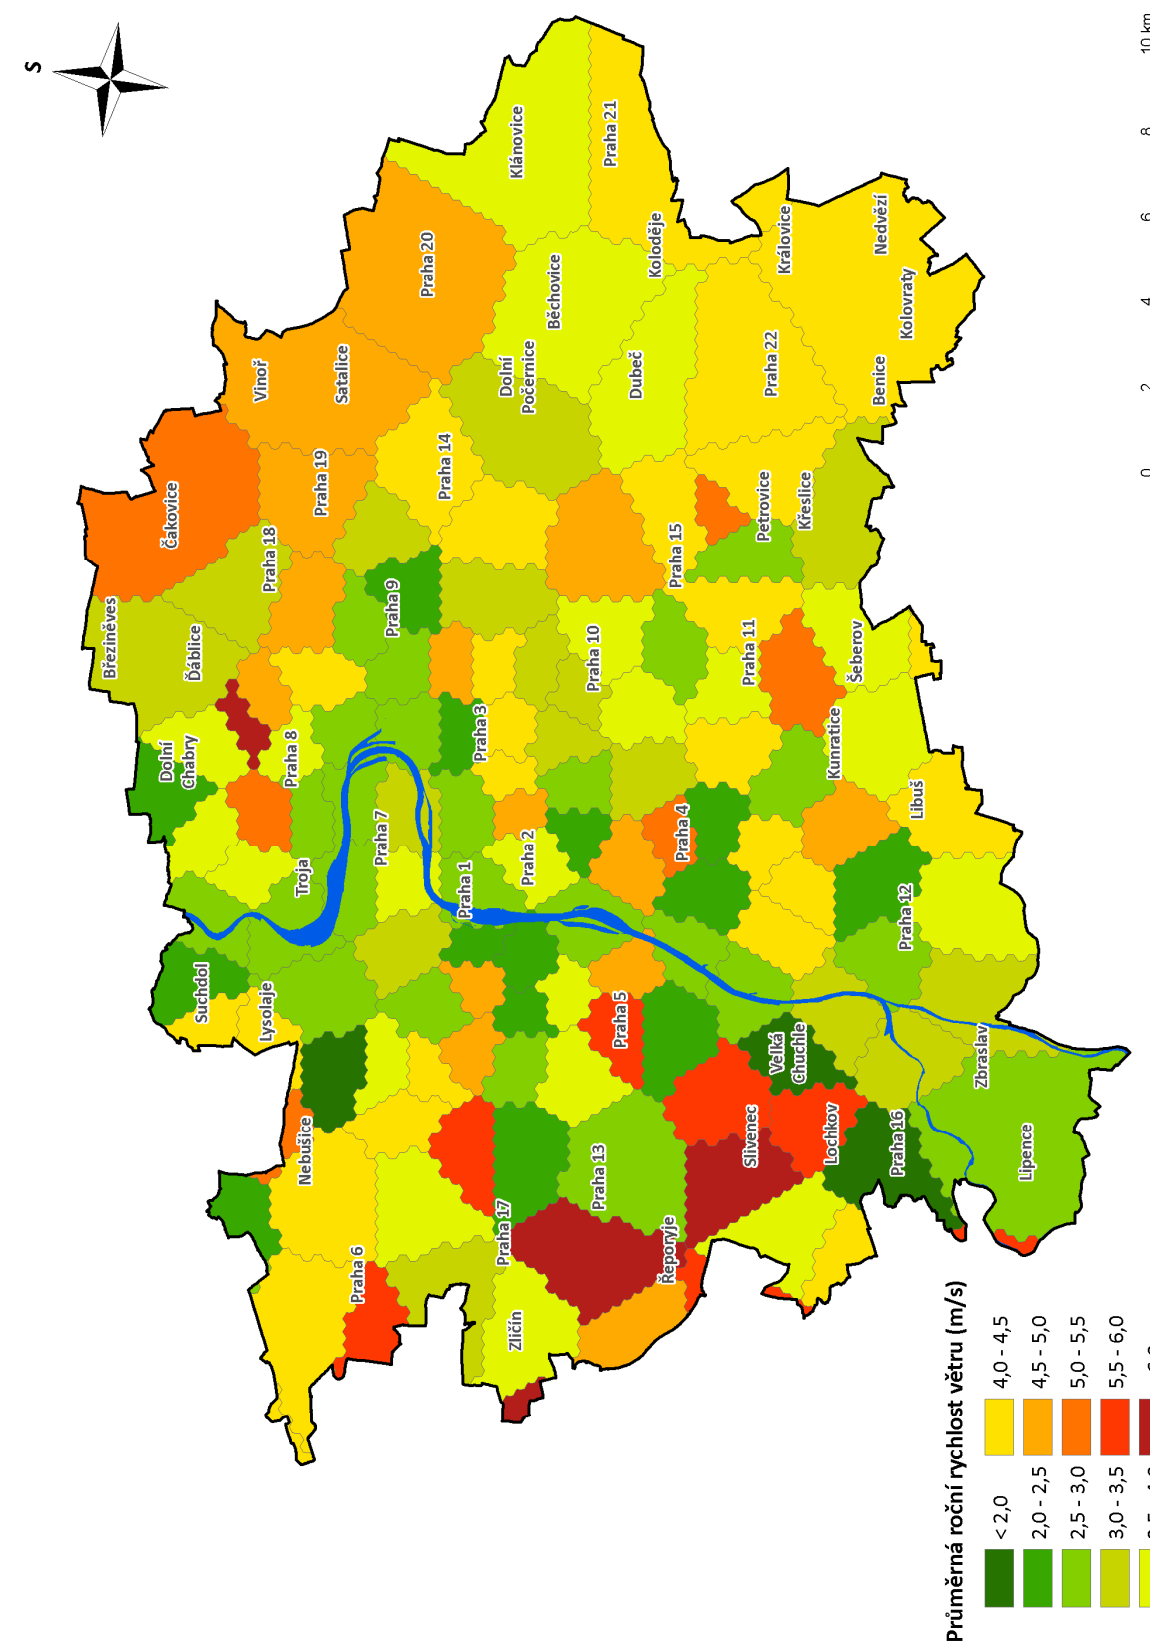 S
Březiněves
Ďáblice
Čakovice
Praha 18
Vinoř
Satalice
Praha 19
Praha 20
Klánovice
Praha 21
Dolní
Chabry
Praha 8
Praha 9
Praha 14
Dolní
Počernice
Běchovice
Koloděje
Dubeč
Suchdol
Lysolaje
Troja
Praha 7
Praha 3
Praha 10
Praha 15
Praha 22
Královice
Nedvězí
Kolovraty
Benice
Nebušice
Praha 6
Praha 1
Praha 2
Praha 4
Praha 11
Petrovice
Křeslice
Šeberov
Kunratice
Libuš
Praha 12
Praha 17
Zličín
Praha 13
Praha 5
Řeporyje
Slivenec
Velká
Chuchle
Lochkov
Praha 16
Zbraslav
Lipence
Průměrná roční rychlost větru (m/s)
< 2,0
2,0 - 2,5
2,5 - 3,0
3,0 - 3,5
4,0 - 4,5
4,5 - 5,0
5,0 - 5,5
5,5 - 6,0
0 2 4 6 8 10 km